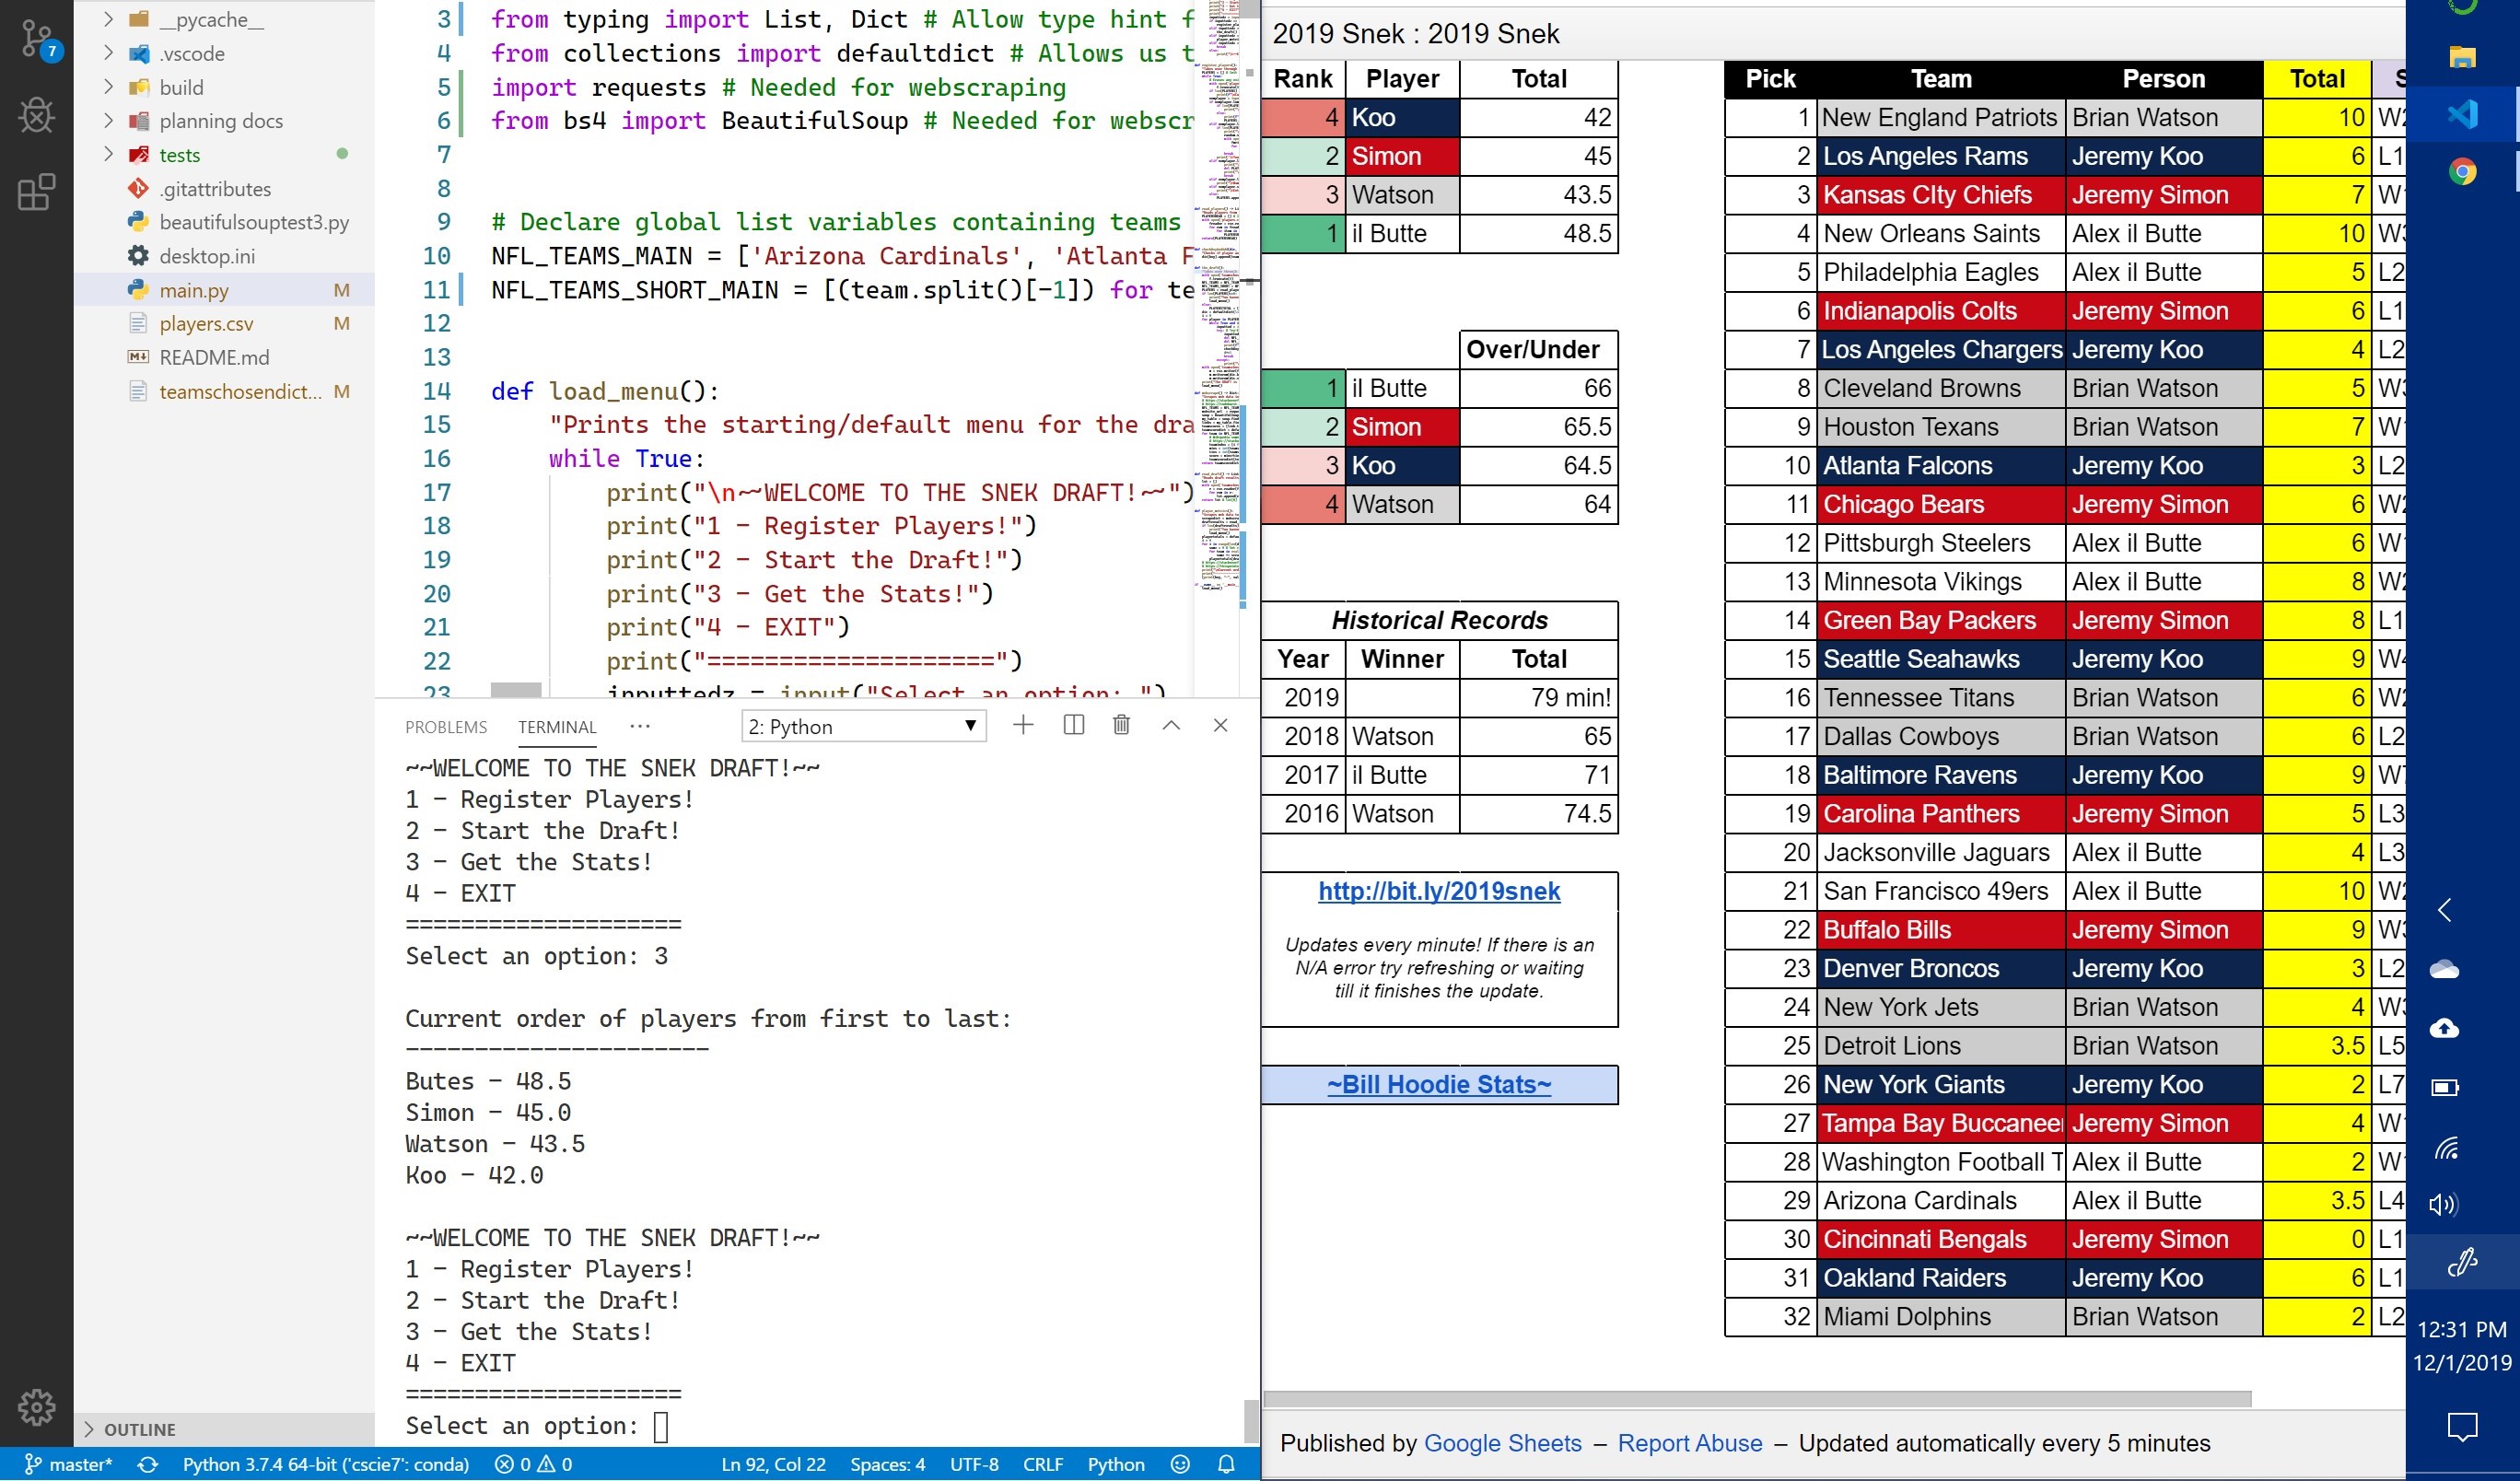 7
__pycache__
.vscode
build
planning docs
tests
.gitattributes
beautifulsouptest3.py
desktop.ini
main.py M
players.csv M
README.md
teamschosendict... M
OUTLINE
3 from typing import List, Dict # Allow type hint f
4 from collections import defaultdict # Allows us t
5 import requests # Needed for webscraping
6 from bs4 import BeautifulSoup # Needed for webscr
7
8
9 # Declare global list variables containing teams
10 NFL_TEAMS_MAIN = ['Arizona Cardinals', 'Atlanta F
11 NFL_TEAMS_SHORT_MAIN = [(team.split()[-1]) for te
12
13
14 def load_menu():
15 "Prints the starting/default menu for the dra
16 while True:
17 print("\n~~WELCOME TO THE SNEK DRAFT!~~")
18 print("1 - Register Players!")
19 print("2 - Start the Draft!")
20 print("3 - Get the Stats!")
21 print("4 - EXIT")
22 print("====================")
23 inputtedz = input("Select an option: ")
PROBLEMS TERMINAL ... 2: Python
~~WELCOME TO THE SNEK DRAFT!~~
1 - Register Players!
2 - Start the Draft!
3 - Get the Stats!
4 - EXIT
====================
Select an option: 3
Current order of players from first to last:
----------------------
Butes - 48.5
Simon - 45.0
Watson - 43.5
Koo - 42.0
~~WELCOME TO THE SNEK DRAFT!~~
1 - Register Players!
2 - Start the Draft!
3 - Get the Stats!
4 - EXIT
====================
Select an option:
master* Python 3.7.4 64-bit ('cscie7': conda) 0 0 Ln 92, Col 22 Spaces: 4 UTF-8 CRLF Python
2019 Snek : 2019 Snek
Rank Player Total
4 Koo 42
2 Simon 45
3 Watson 43.5
1 il Butte 48.5
Over/Under
1 il Butte 66
2 Simon 65.5
3 Koo 64.5
4 Watson 64
Historical Records
Year Winner Total
2019 79 min!
2018 Watson 65
2017 il Butte 71
2016 Watson 74.5
http://bit.ly/2019snek
Updates every minute! If there is an
N/A error try refreshing or waiting
till it finishes the update.
~Bill Hoodie Stats~
Pick Team Person Total S
1 New England Patriots Brian Watson 10 W2
2 Los Angeles Rams Jeremy Koo 6 L1
3 Kansas CIty Chiefs Jeremy Simon 7 W1
4 New Orleans Saints Alex il Butte 10 W3
5 Philadelphia Eagles Alex il Butte 5 L2
6 Indianapolis Colts Jeremy Simon 6 L1
7 Los Angeles Chargers Jeremy Koo 4 L2
8 Cleveland Browns Brian Watson 5 W3
9 Houston Texans Brian Watson 7 W1
10 Atlanta Falcons Jeremy Koo 3 L2
11 Chicago Bears Jeremy Simon 6 W2
12 Pittsburgh Steelers Alex il Butte 6 W1
13 Minnesota Vikings Alex il Butte 8 W2
14 Green Bay Packers Jeremy Simon 8 L1
15 Seattle Seahawks Jeremy Koo 9 W4
16 Tennessee Titans Brian Watson 6 W2
17 Dallas Cowboys Brian Watson 6 L2
18 Baltimore Ravens Jeremy Koo 9 W7
19 Carolina Panthers Jeremy Simon 5 L3
20 Jacksonville Jaguars Alex il Butte 4 L3
21 San Francisco 49ers Alex il Butte 10 W2
22 Buffalo Bills Jeremy Simon 9 W3
23 Denver Broncos Jeremy Koo 3 L2
24 New York Jets Brian Watson 4 W3
25 Detroit Lions Brian Watson 3.5 L5
26 New York Giants Jeremy Koo 2 L7
27 Tampa Bay Buccaneer Jeremy Simon 4 W1
28 Washington Football T Alex il Butte 2 W1
29 Arizona Cardinals Alex il Butte 3.5 L4
30 Cincinnati Bengals Jeremy Simon 0 L1
31 Oakland Raiders Jeremy Koo 6 L1
32 Miami Dolphins Brian Watson 2 L2
Published by Google Sheets – Report Abuse – Updated automatically every 5 minutes
12:31 PM
12/1/2019